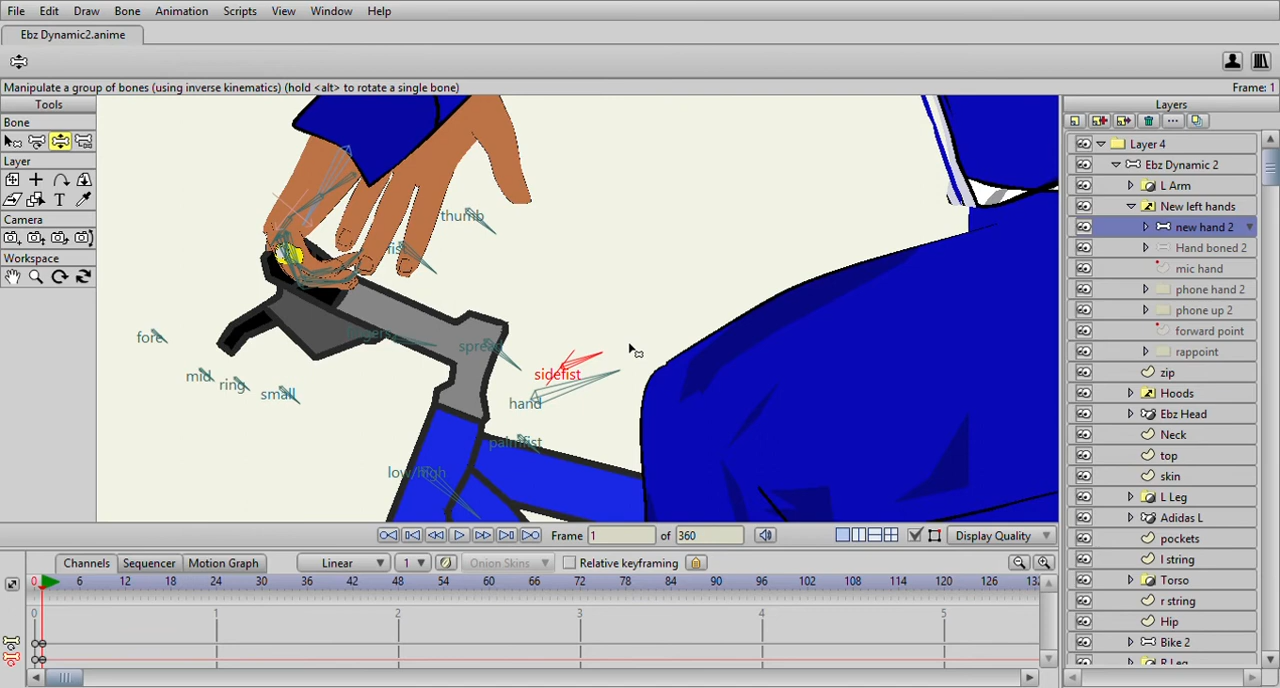 File Edit Draw Bone Animation Scripts View Window Help
Ebz Dynamic2.anime
Manipulate a group of bones (using inverse kinematics) (hold <alt> to rotate a single bone) Frame: 1
Tools
Bone
Layer
Camera
Workspace
thumb
fore
spread
mid
ring
small
sidefist
hand
palmfist
low/high
Layers
Layer 4
Ebz Dynamic 2
L Arm
New left hands
new hand 2
Hand boned 2
mic hand
phone hand 2
phone up 2
forward point
rappoint
zip
Hoods
Ebz Head
Neck
top
skin
L Leg
Adidas L
pockets
l string
Torso
r string
Hip
Bike 2
R Leg
Frame 1 of 360 Display Quality
Channels Sequencer Motion Graph Linear 1 Onion Skins Relative keyframing
0 6 12 18 24 30 36 42 48 54 60 66 72 78 84 90 96 102 108 114 120 126
0 1 2 3 4 5